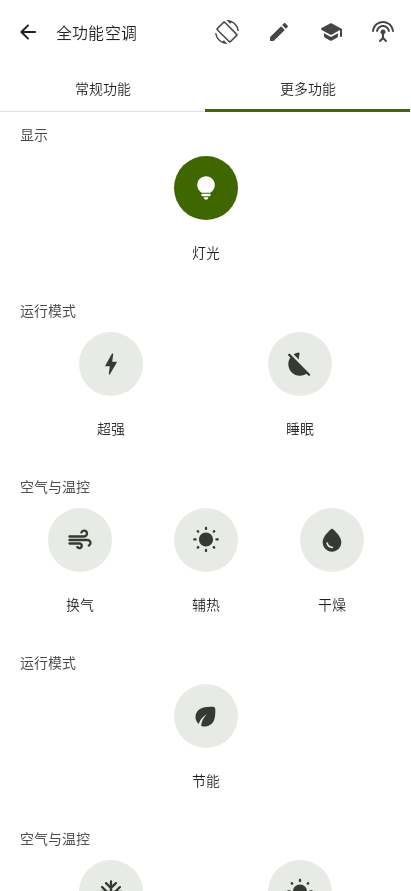 全功能空调
常规功能 更多功能
显示
灯光
运行模式
超强 睡眠
空气与温控
换气 辅热 干燥
运行模式
节能
空气与温控